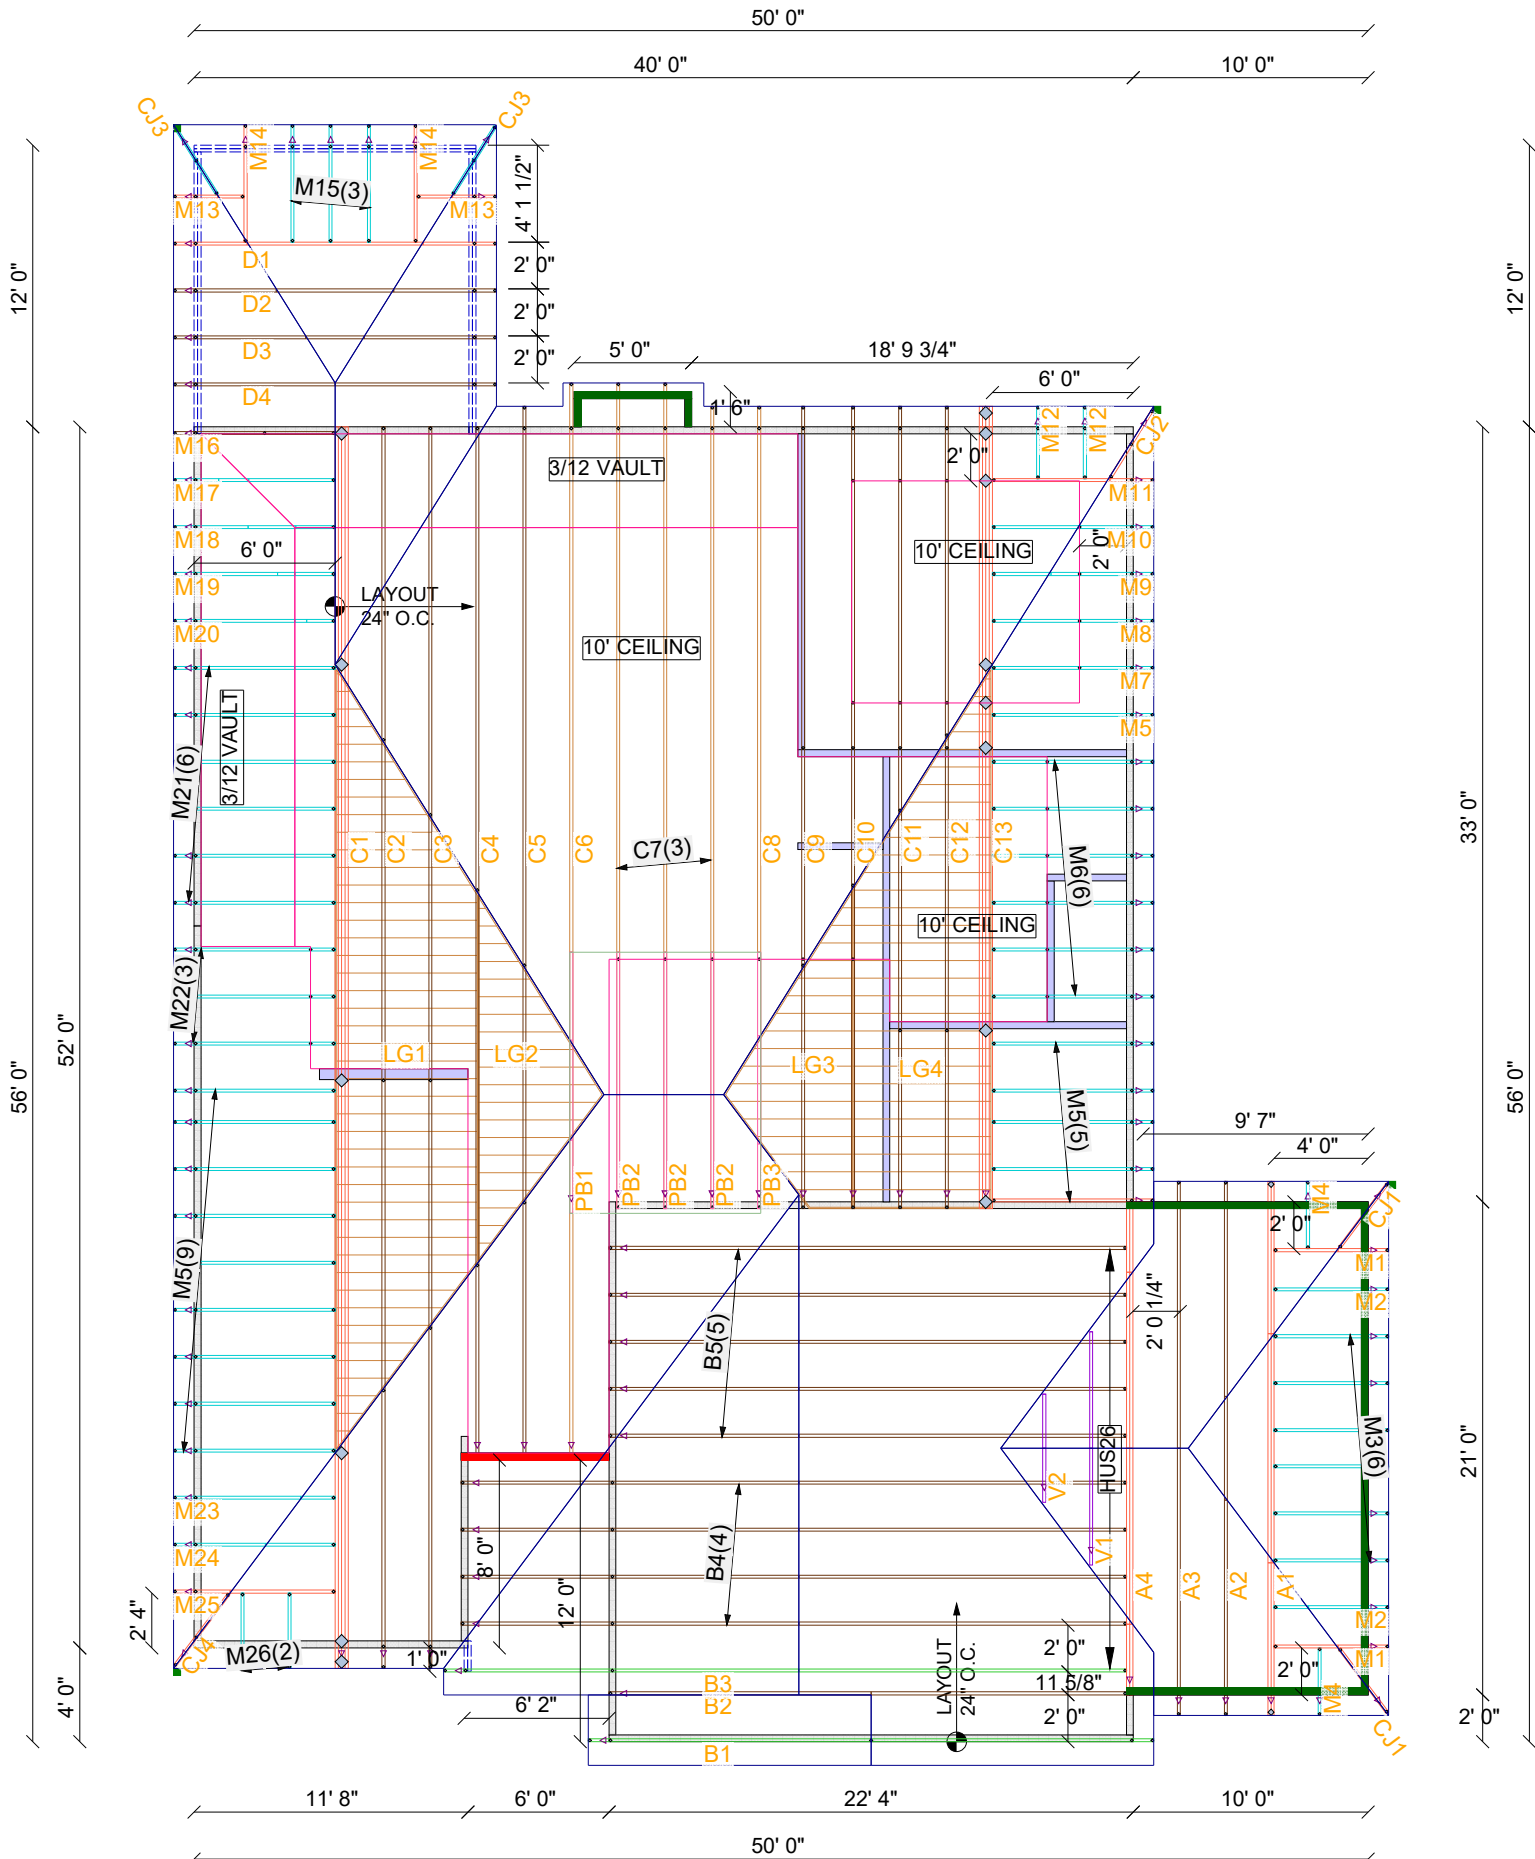 50' 0"
40' 0"
10' 0"
CJ3
CJ3
M14
M14
M15(3)
4' 1 1/2"
M13
M13
12' 0"
12' 0"
D1
2' 0"
D2
2' 0"
D3
2' 0"
D4
5' 0"
18' 9 3/4"
6' 0"
1' 6"
M12
M12
CJ2
M16
3/12 VAULT
2' 0"
M17
M11
M18
6' 0"
10' CEILING
2' 0"
M10
M19
LAYOUT
24" O.C.
M9
M20
10' CEILING
M8
M7
3/12 VAULT
M5
M21(6)
33' 0"
C1
C2
C3
C4
C5
C6
C7(3)
C8
C9
C10
C11
C12
C13
M6(6)
10' CEILING
M22(3)
52' 0"
56' 0"
56' 0"
LG1
LG2
LG3
LG4
M5(5)
9' 7"
4' 0"
PB1
PB2
PB2
PB2
PB3
M4
CJ1
2' 0"
M1
M5(9)
M2
2' 0 1/4"
B5(5)
M3(6)
21' 0"
HUS26
V2
V1
M23
M24
8' 0"
B4(4)
A4
A3
A2
A1
M25
12' 0"
M2
2' 4"
CJ4
M26(2)
1' 0"
LAYOUT
24" O.C.
2' 0"
11 5/8"
2' 0"
M1
B3
B2
M4
4' 0"
6' 2"
2' 0"
2' 0"
CJ1
B1
11' 8"
6' 0"
22' 4"
10' 0"
50' 0"